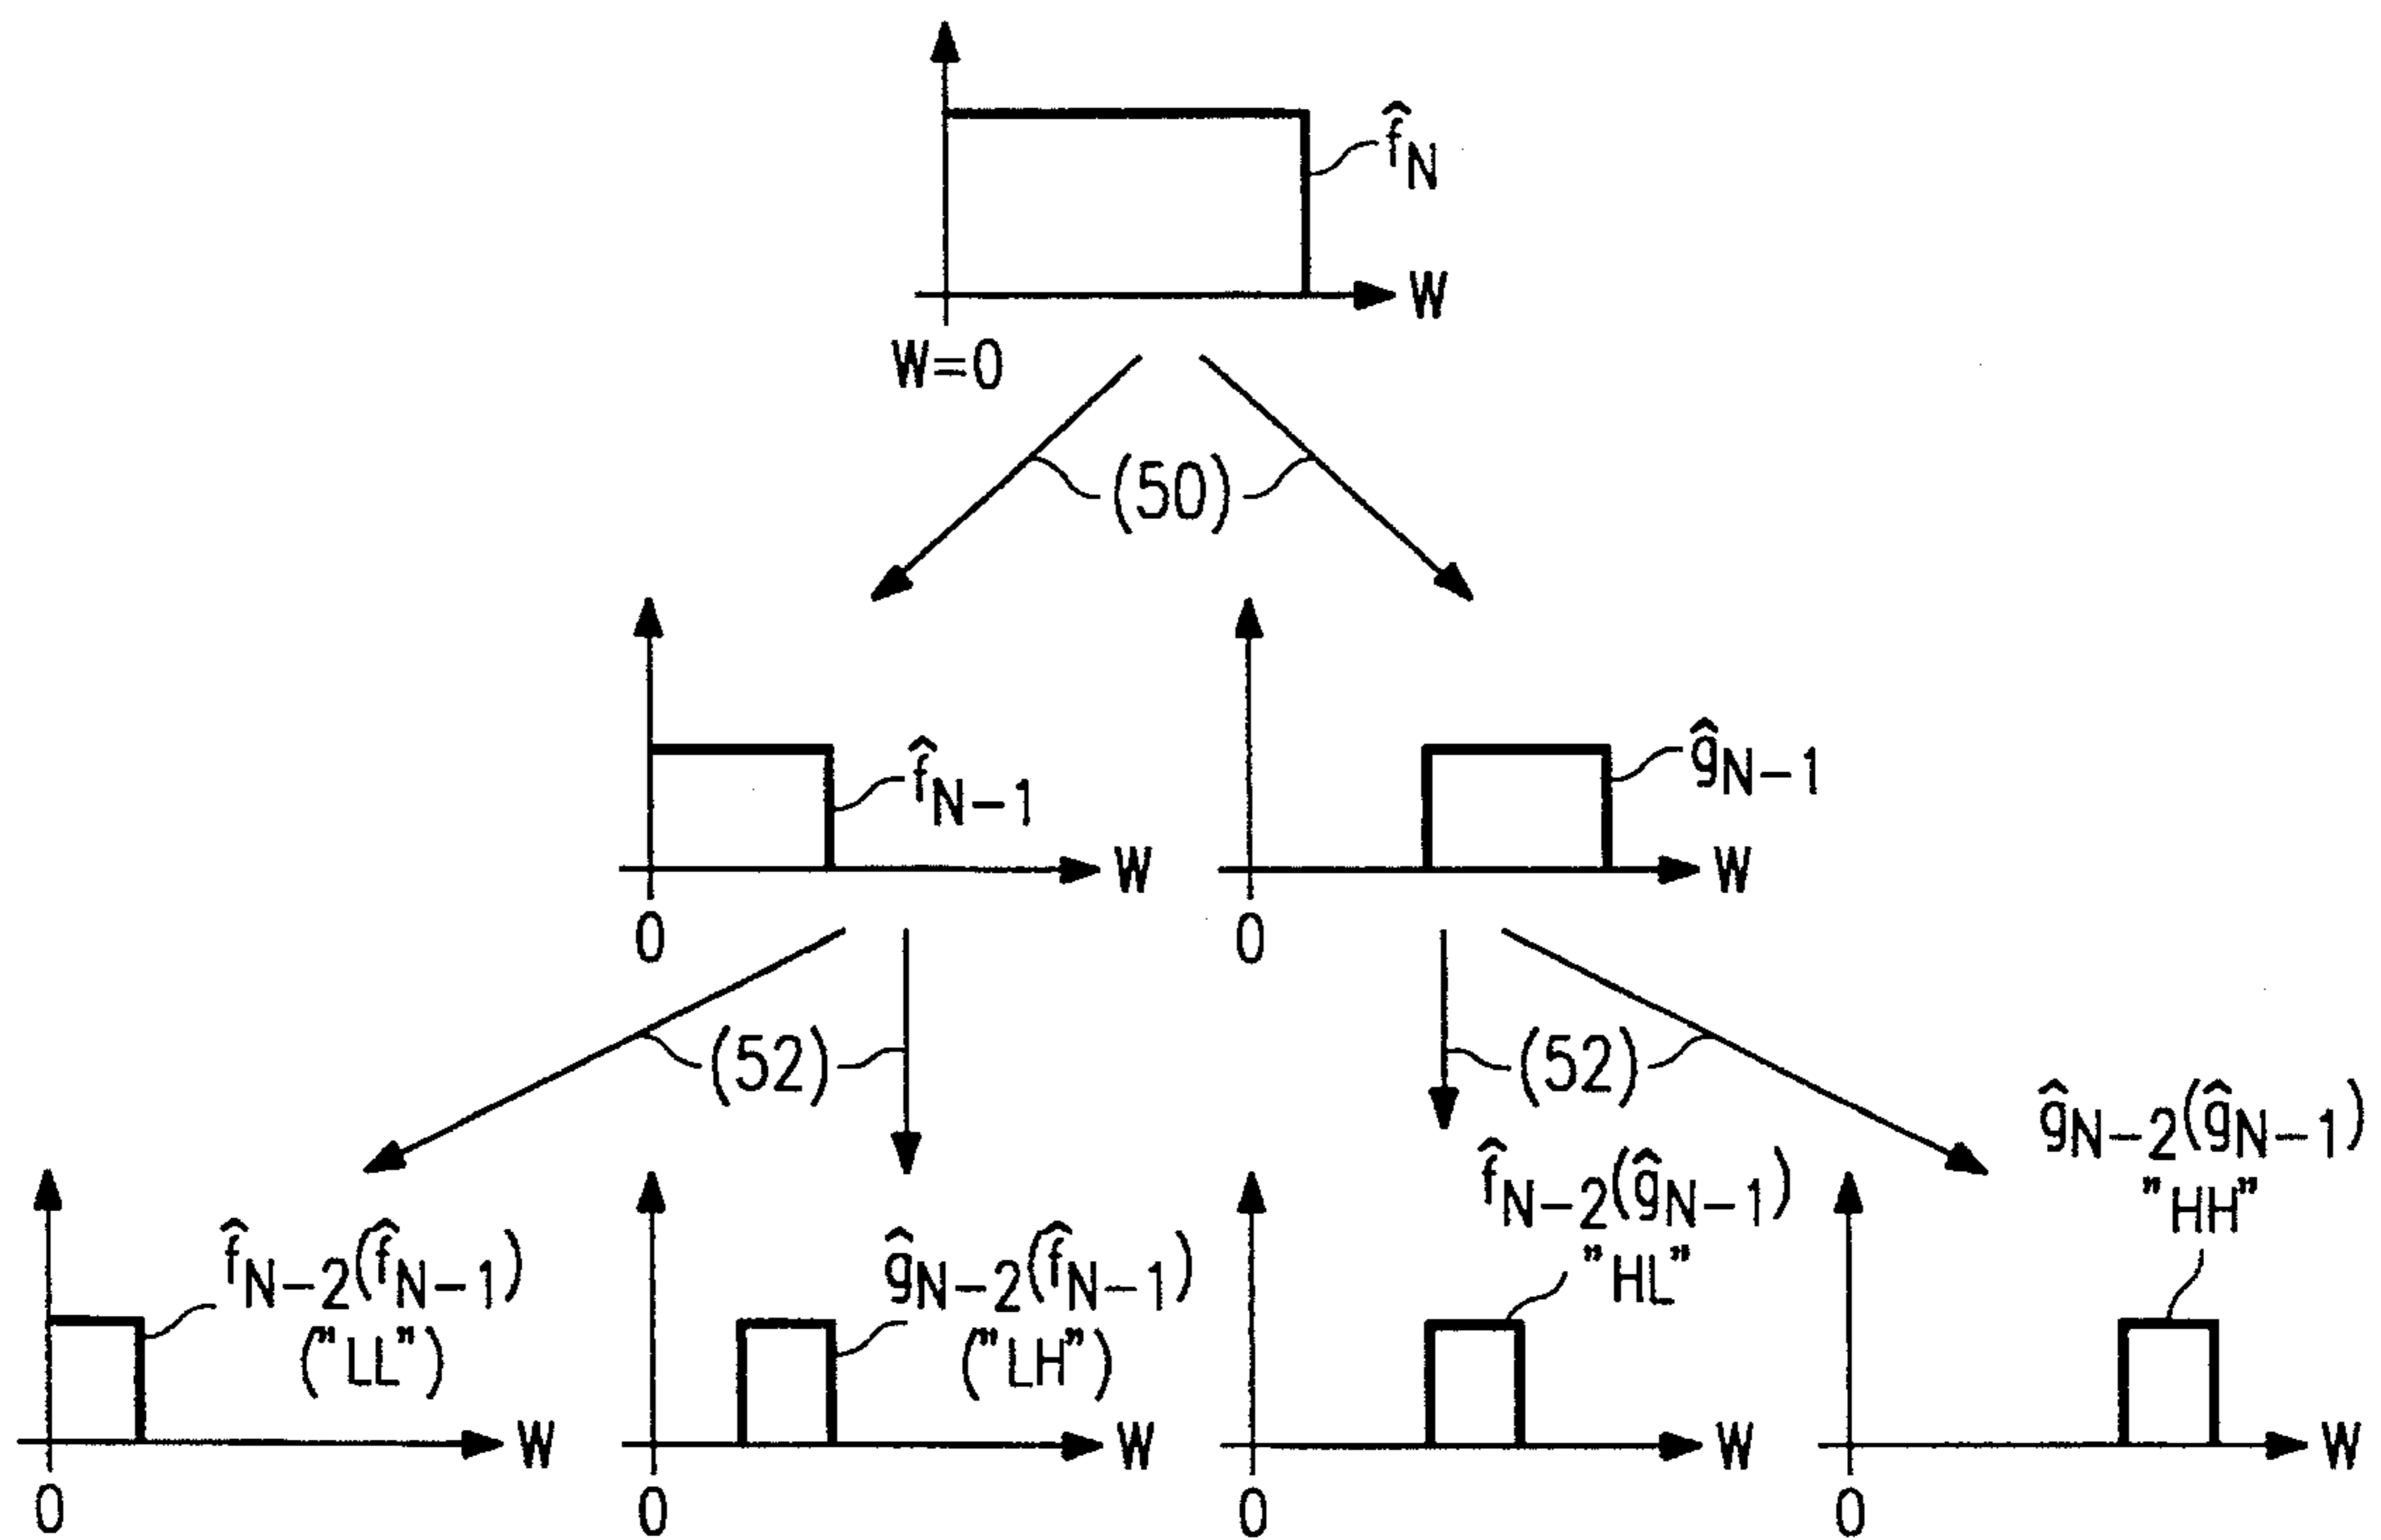 f̂N
W
W=0
(50)
f̂N-1
ĝN-1
W
W
0
0
(52)
(52)
f̂N-2(f̂N-1)
("LL")
ĝN-2(f̂N-1)
("LH")
f̂N-2(ĝN-1)
"HL"
ĝN-2(ĝN-1)
"HH"
W
W
W
W
0
0
0
0